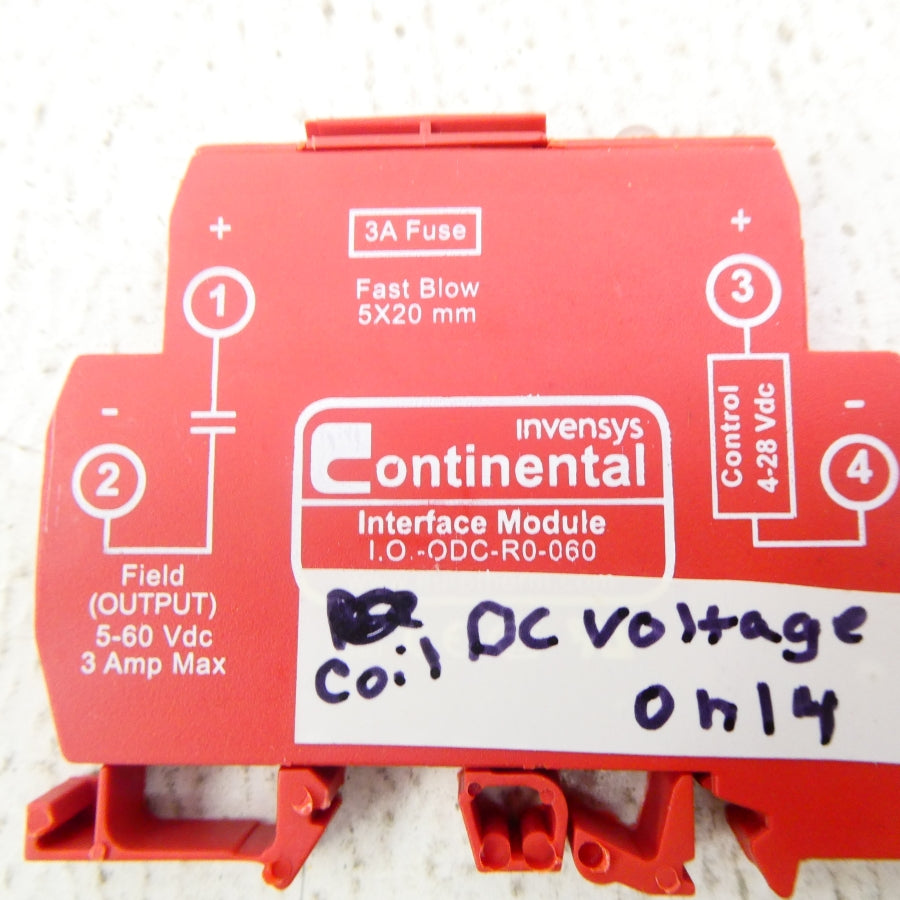 +
3A Fuse
+
1
Fast Blow
5X20 mm
3
-
2
Control
4-28 Vdc
-
4
invensys
Continental
Interface Module
I.O.-ODC-R0-060
Field
(OUTPUT)
5-60 Vdc
3 Amp Max
DC voltage
coil
only